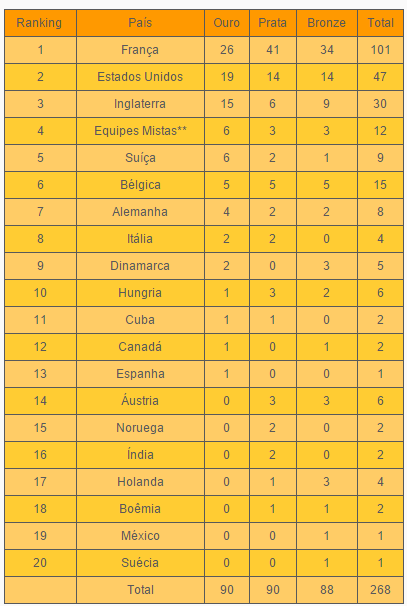 Ranking País Ouro Prata Bronze Total
1 França 26 41 34 101
2 Estados Unidos 19 14 14 47
3 Inglaterra 15 6 9 30
4 Equipes Mistas** 6 3 3 12
5 Suíça 6 2 1 9
6 Bélgica 5 5 5 15
7 Alemanha 4 2 2 8
8 Itália 2 2 0 4
9 Dinamarca 2 0 3 5
10 Hungria 1 3 2 6
11 Cuba 1 1 0 2
12 Canadá 1 0 1 2
13 Espanha 1 0 0 1
14 Áustria 0 3 3 6
15 Noruega 0 2 0 2
16 Índia 0 2 0 2
17 Holanda 0 1 3 4
18 Boêmia 0 1 1 2
19 México 0 0 1 1
20 Suécia 0 0 1 1
Total 90 90 88 268